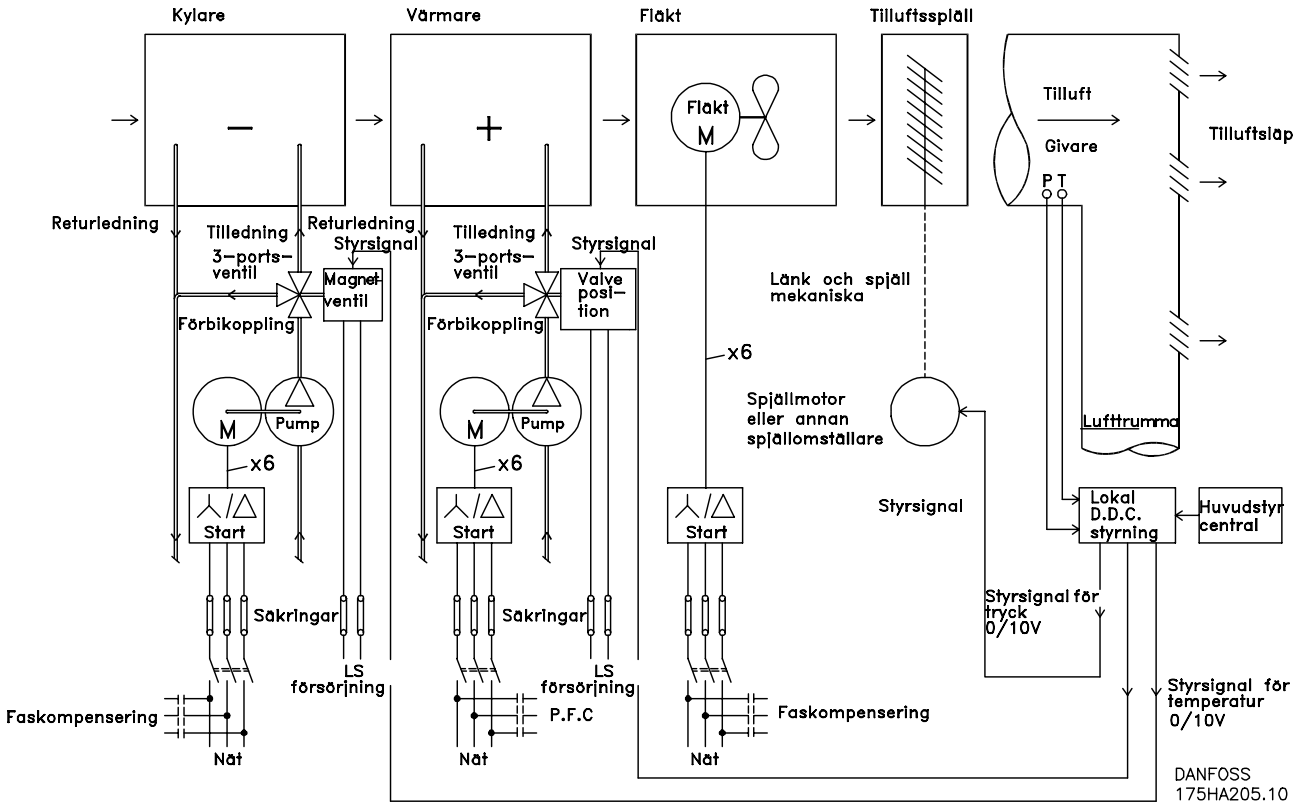 Kylare
Värmare
Fläkt
Tilluftsspjäll
Fläkt
M
Tilluft
Givare
P T
Tilluftsläp
Returledning
Tilledning
3-ports-
ventil
Förbikoppling
Returledning
Styrsignal
Magnet-
ventil
Tilledning
3-ports-
ventil
Förbikoppling
Styrsignal
Valve
posi-
tion
Länk och spjäll
mekaniska
x6
M
Pump
x6
M
Pump
x6
Spjällmotor
eller annan
spjällomställare
Lufttrumma
Start
Start
Start
Styrsignal
Lokal
D.D.C.
styrning
Huvudstyr
central
Säkringar
Säkringar
Styrsignal för
tryck
0/10V
LS
försörjning
LS
försörjning
Styrsignal för
temperatur
0/10V
Faskompensering
P.F.C
Faskompensering
Nät
Nät
Nät
DANFOSS
175HA205.10